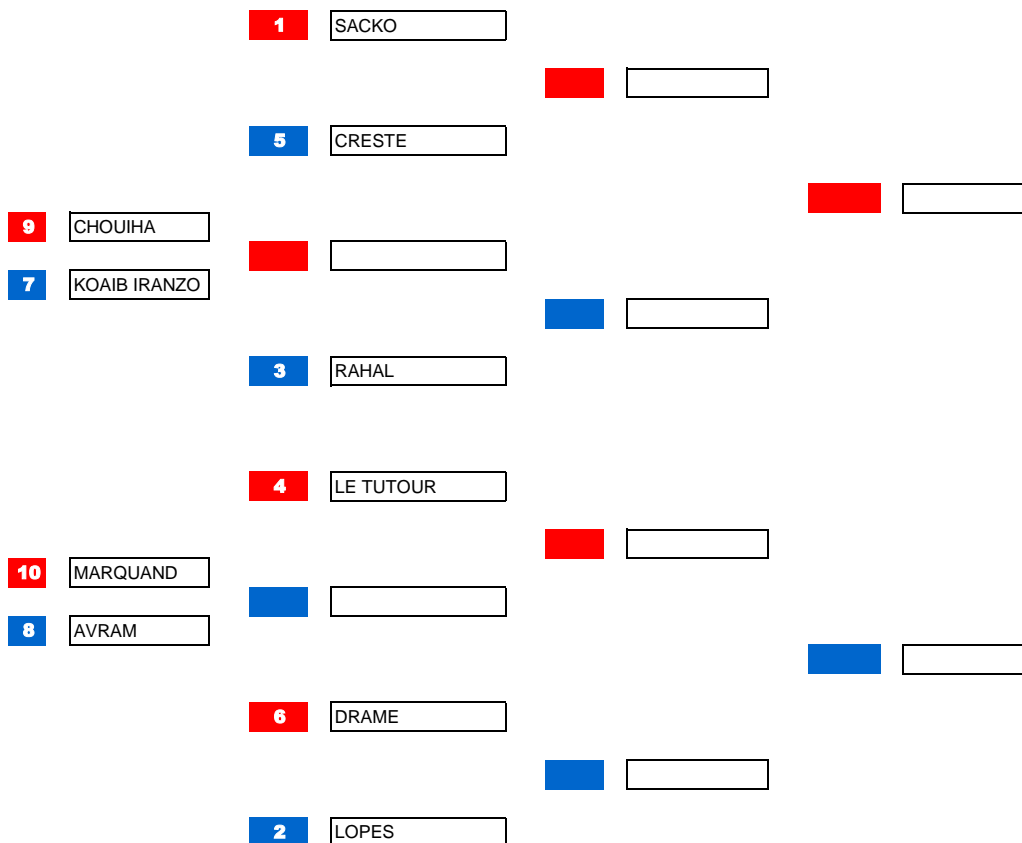 1 SACKO
5 CRESTE
9 CHOUIHA
7 KOAIB IRANZO
3 RAHAL
4 LE TUTOUR
10 MARQUAND
8 AVRAM
6 DRAME
2 LOPES